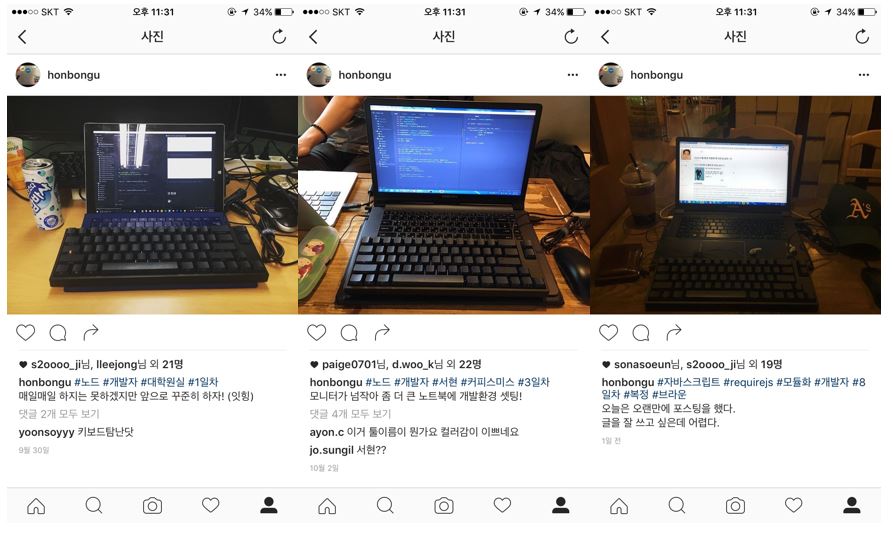 SKT 오후 11:31 34%
사진
honbongu
s2oooo_ji님, lleejong님 외 21명
honbongu #노드 #개발자 #대학원실 #1일차
매일매일 하지는 못하겠지만 앞으로 꾸준히 하자! (잇힝)
댓글 2개 모두 보기
yoonsoyyy 키보드탐난닷
9월 30일
SKT 오후 11:31 34%
사진
honbongu
paige0701님, d.woo_k님 외 22명
honbongu #노드 #개발자 #서현 #커피스미스 #3일차
모니터가 넘작아 좀 더 큰 노트북에 개발환경 셋팅!
댓글 4개 모두 보기
ayon.c 이거 툴이름이 뭔가요 컬러감이 이쁘네요
jo.sungil 서현??
10월 2일
SKT 오후 11:31 34%
사진
honbongu
A's
sonasoeun님, s2oooo_ji님 외 19명
honbongu #자바스크립트 #requirejs #모듈화 #개발자 #8
일차 #복정 #브라운
오늘은 오랜만에 포스팅을 했다.
글을 잘 쓰고 싶은데 어렵다.
1일 전